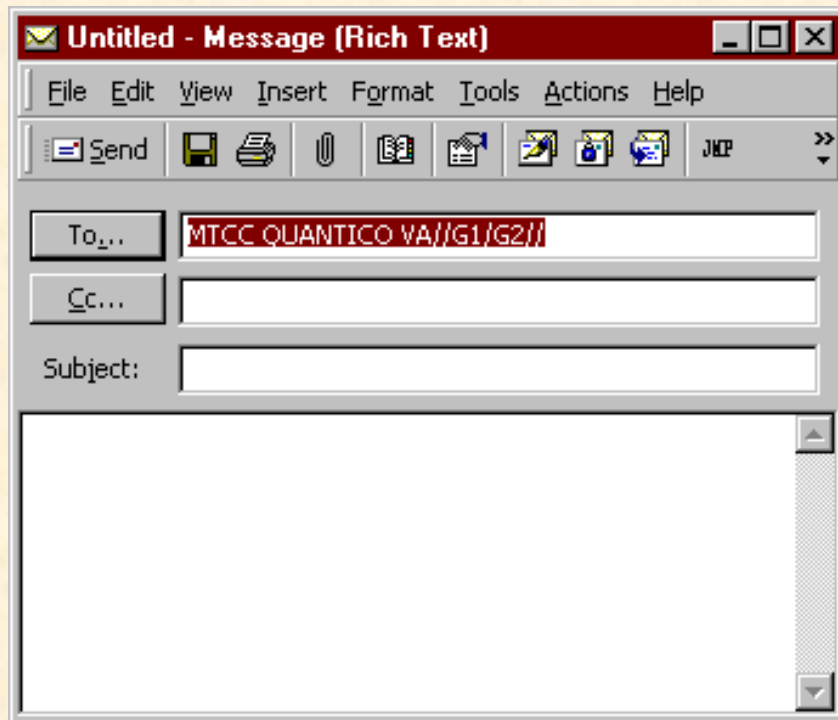 Untitled - Message (Rich Text)
File Edit View Insert Format Tools Actions Help
Send JMP
To... MTCC QUANTICO VA//G1/G2//
Cc...
Subject: